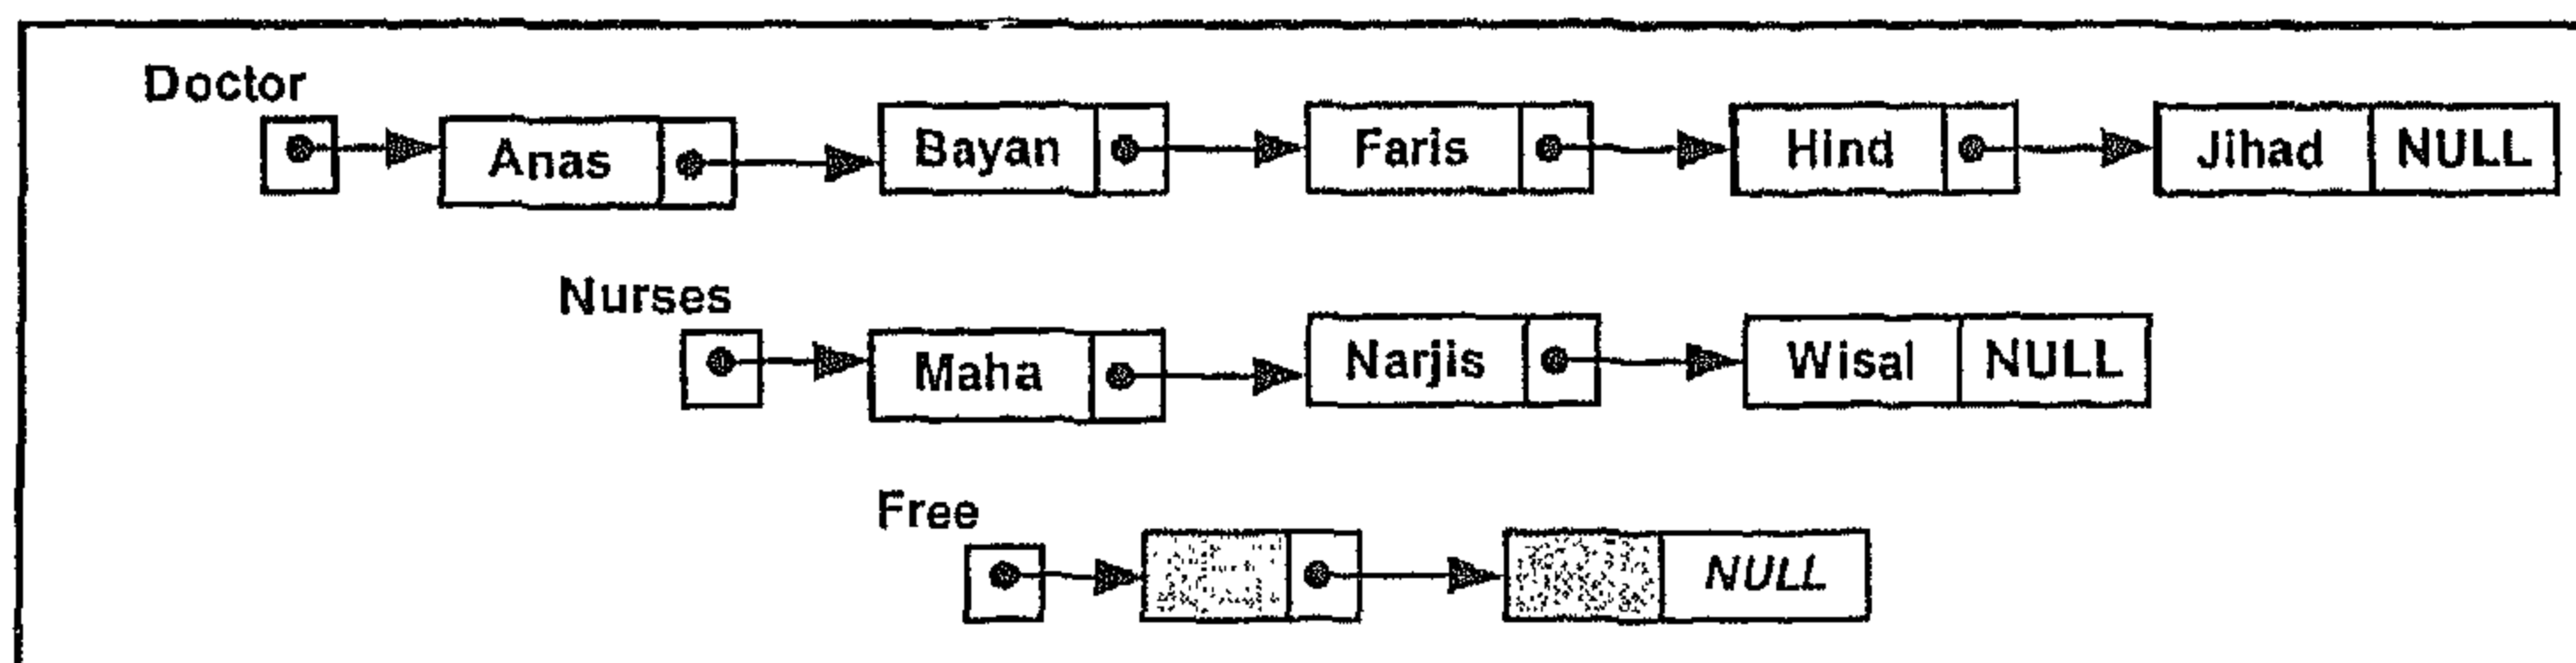 Doctor
Anas Bayan Faris Hind Jihad NULL
Nurses
Maha Narjis Wisal NULL
Free
NULL